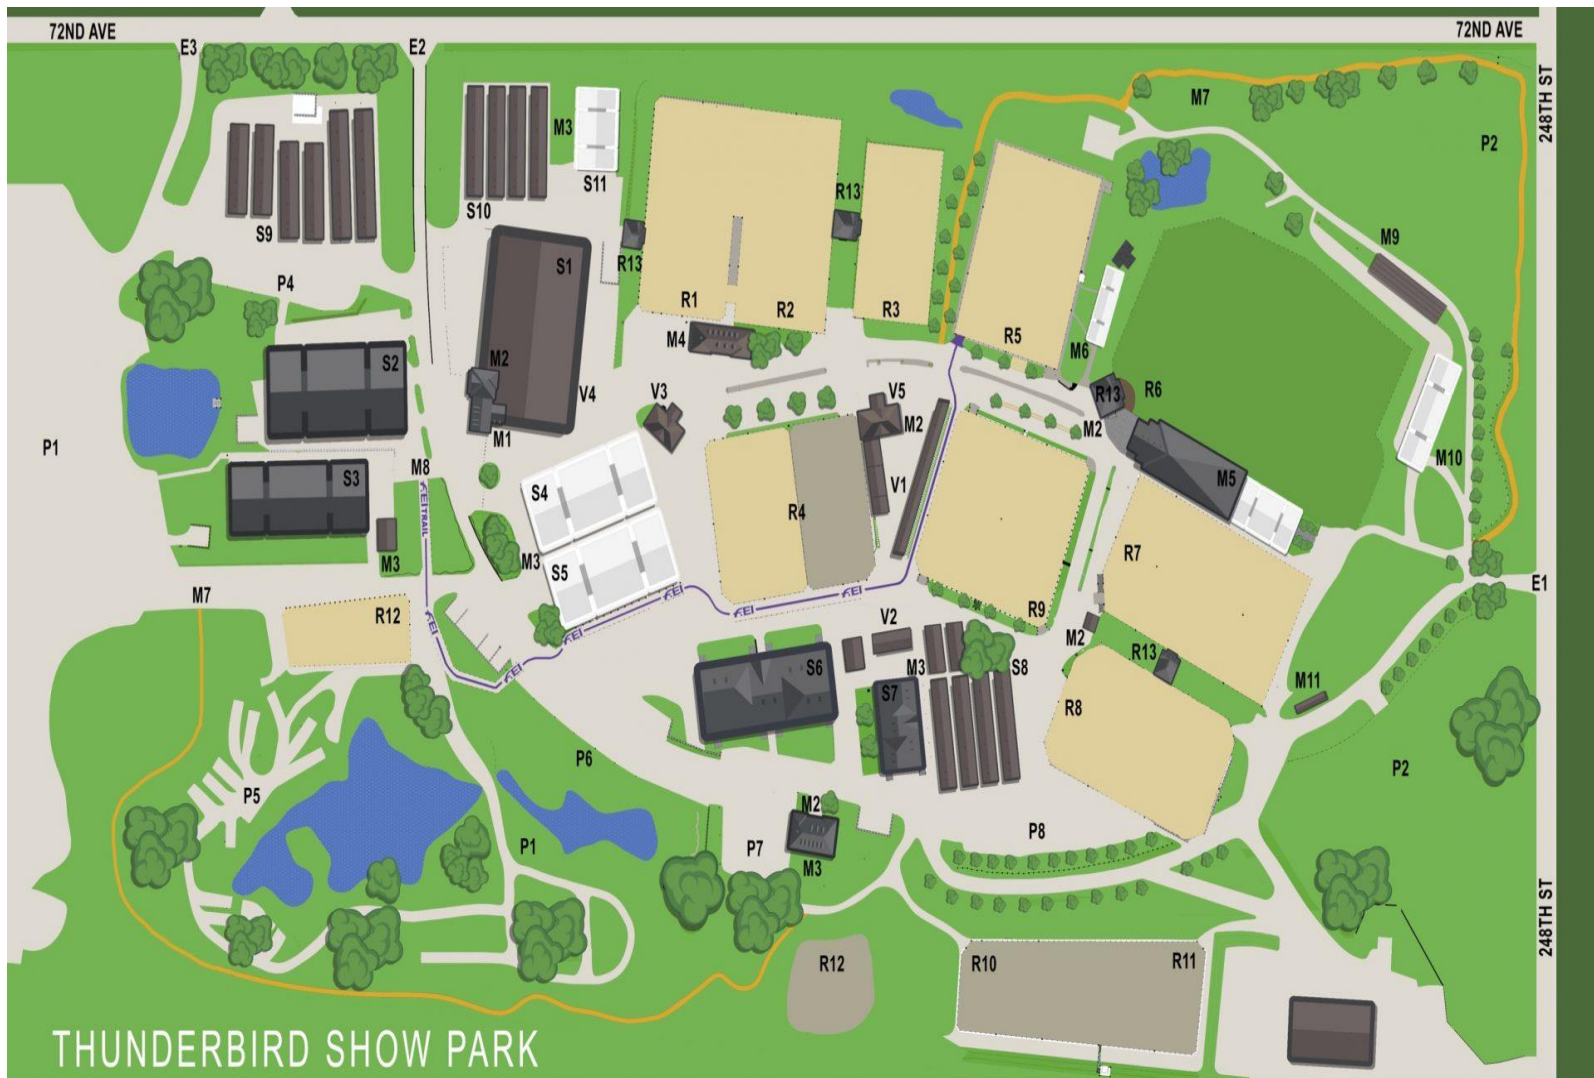 72ND AVE
72ND AVE
E3
E2
248TH ST
M7
P2
M3
S11
S10
S9
R13
R13
M9
S1
P4
R1
R2
R3
R5
M4
M6
S2
M2
V4
V3
V5
R13
R6
M2
M2
M1
P1
M10
M8
S3
S4
V1
M5
R4
FEI TRAIL
R7
M3
M3
S5
E1
M7
FEI
FEI
FEI
R12
FEI
V2
R9
FEI
M2
R13
S6
M3
S8
FEI
M11
S7
R8
P6
P2
P5
M2
P8
P1
P7
M3
248TH ST
R12
R10
R11
THUNDERBIRD SHOW PARK